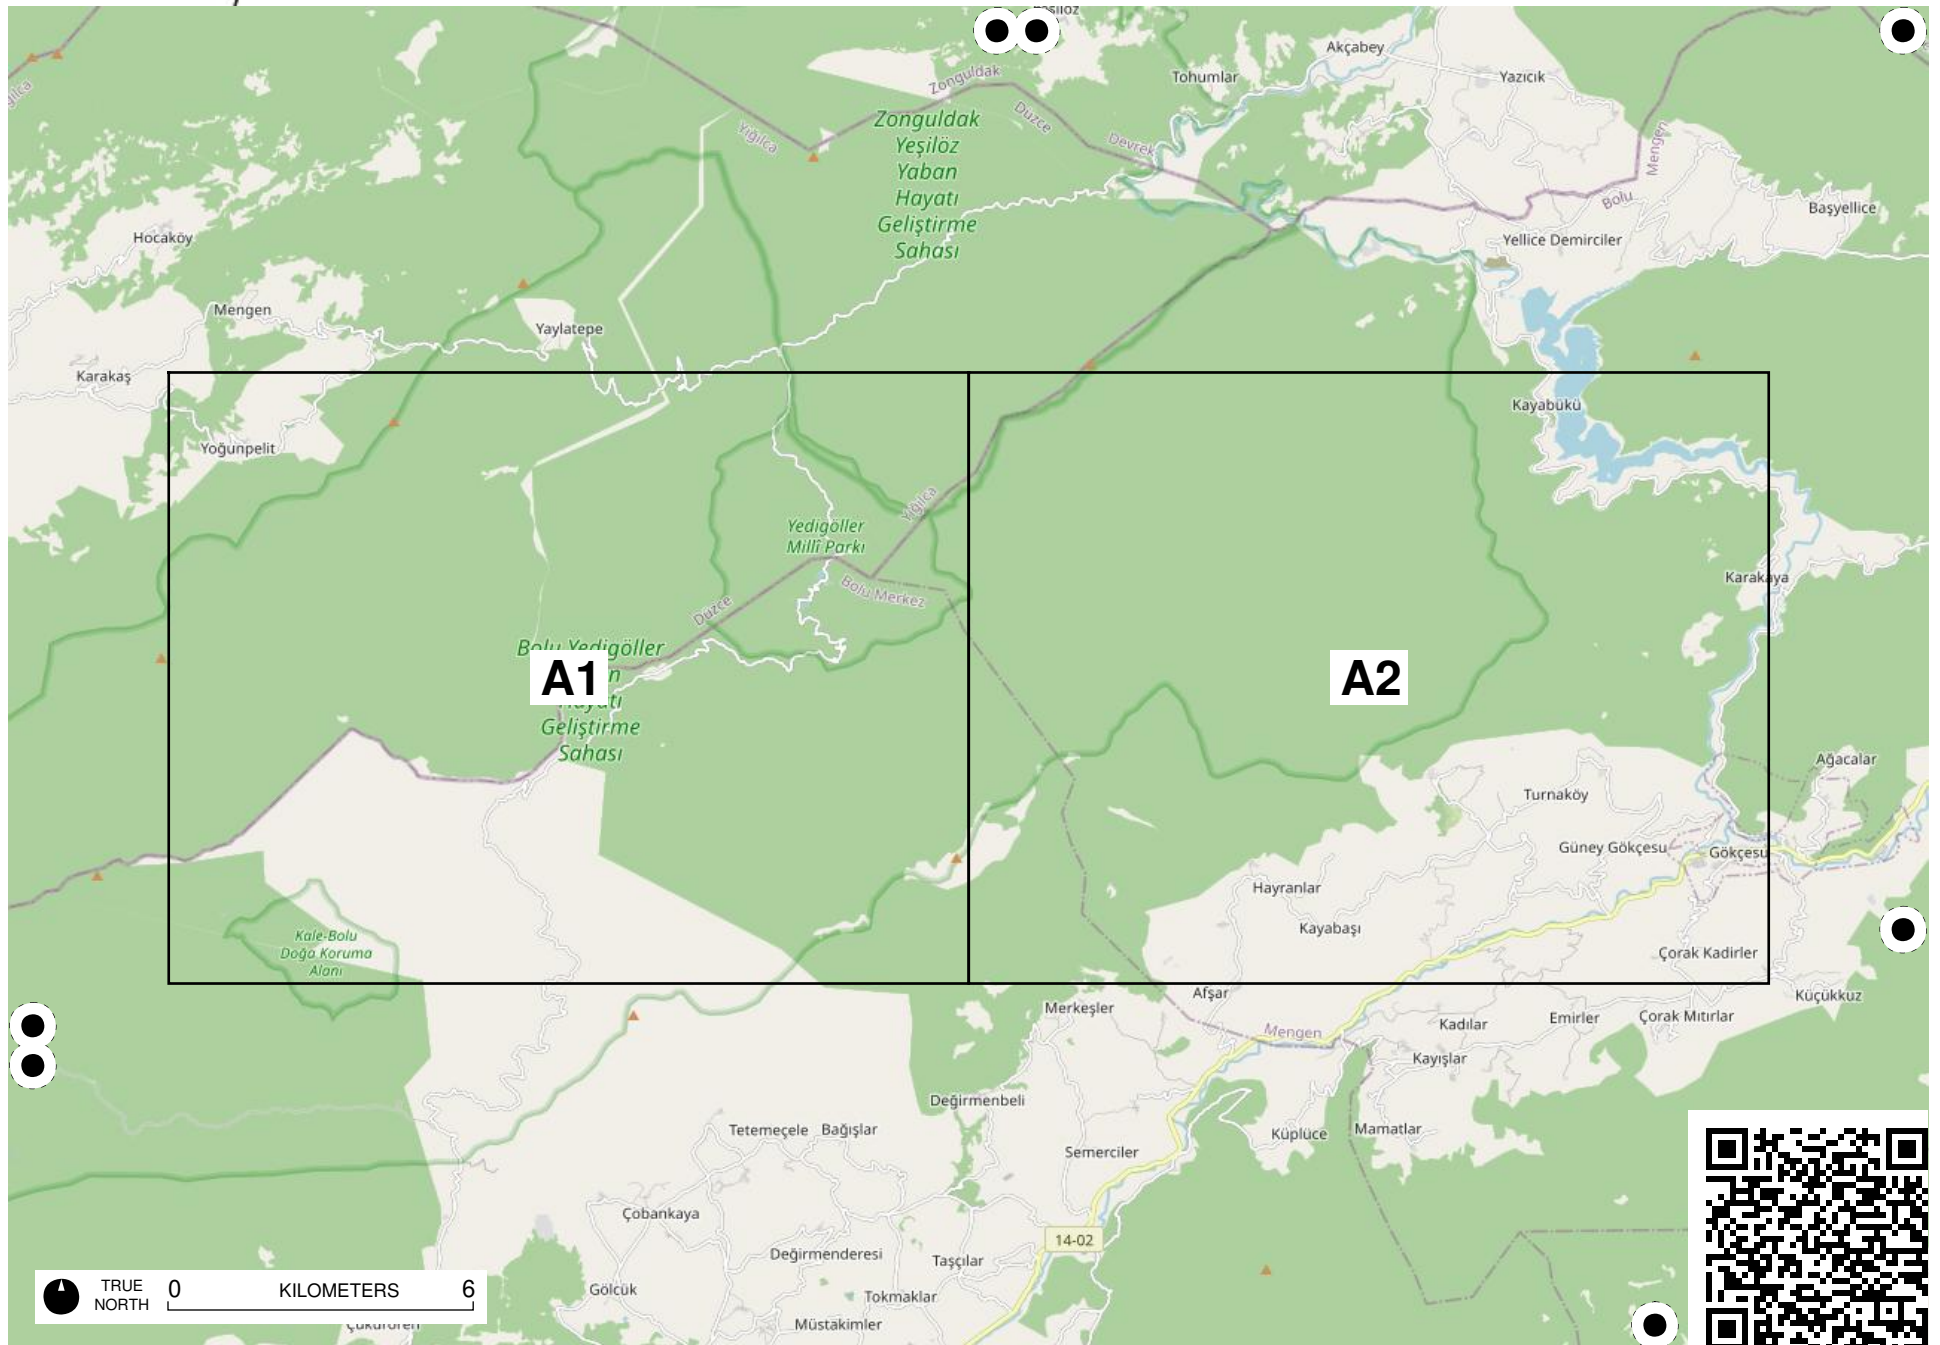 Yeşilöz
Akçabey
Tohumlar
Yazıcık
Zonguldak
Yığılca
Düzce
Devrek
Zonguldak
Yeşilöz
Yaban
Hayatı
Geliştirme
Sahası
Mengen
Bolu
Başyellice
Hocaköy
Yellice Demirciler
Mengen
Yaylatepe
Karakaş
Kayabükü
Yoğunpelit
Yığılca
Yedigöller
Millî Parkı
Bolu Merkez
Düzce
Karakaya
Bolu Yedigöller
Hayatı
Geliştirme
Sahası
A1
A2
Ağacalar
Turnaköy
Güney Gökçesu
Gökçesu
Hayranlar
Kayabaşı
Kale-Bolu
Doğa Koruma
Alanı
Çorak Kadirler
Afşar
Küçükkuz
Merkeşler
Mengen
Kadılar
Emirler
Çorak Mıtırlar
Kayışlar
Değirmenbeli
Tetemeçele
Bağışlar
Küplüce
Mamatlar
Semerciler
Çobankaya
14-02
Değirmenderesi
Taşçılar
Gölcük
Tokmaklar
Müstakimler
TRUE
NORTH
0
KILOMETERS
6